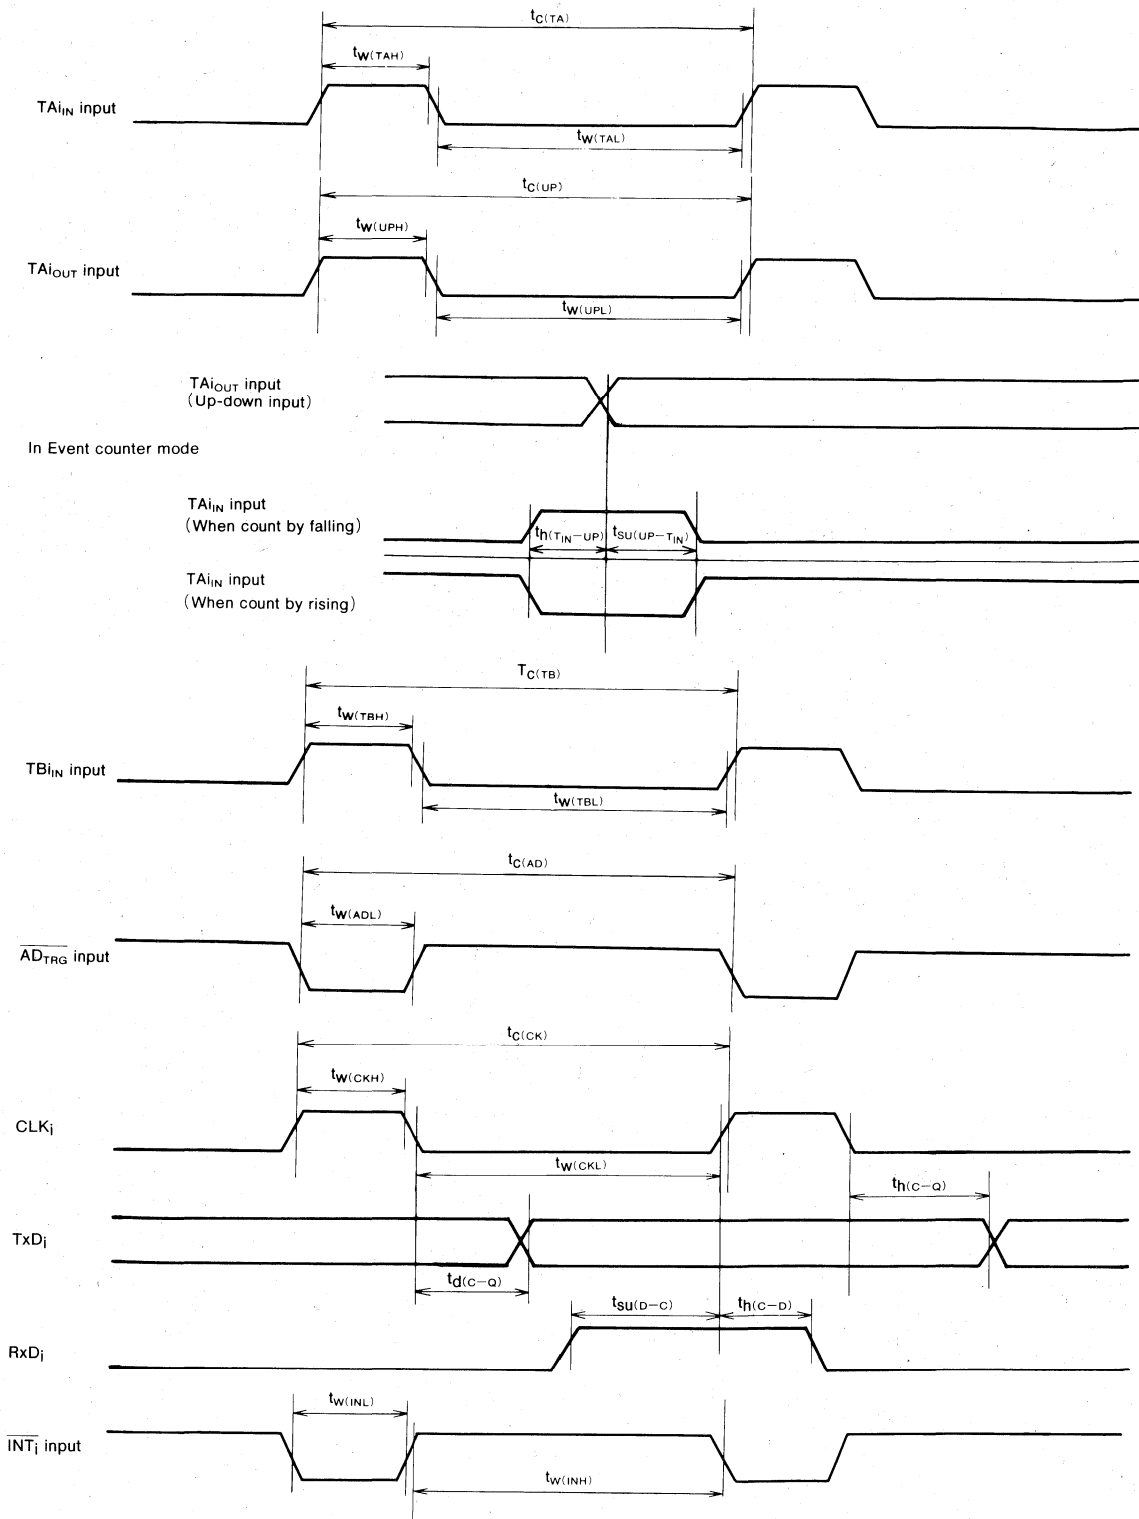 tC(TA)
tW(TAH)
TAiIN input
tW(TAL)
tC(UP)
tW(UPH)
TAiOUT input
tW(UPL)
TAiOUT input
(Up-down input)
In Event counter mode
TAiIN input
(When count by falling)
th(TIN−UP) tSU(UP−TIN)
TAiIN input
(When count by rising)
TC(TB)
tW(TBH)
TBiIN input
tW(TBL)
tC(AD)
tW(ADL)
ADTRG input
tC(CK)
tW(CKH)
CLKi
tW(CKL)
th(C−Q)
TxDi
td(C−Q)
tsu(D−C) th(C−D)
RxDi
tW(INL)
INTi input
tW(INH)